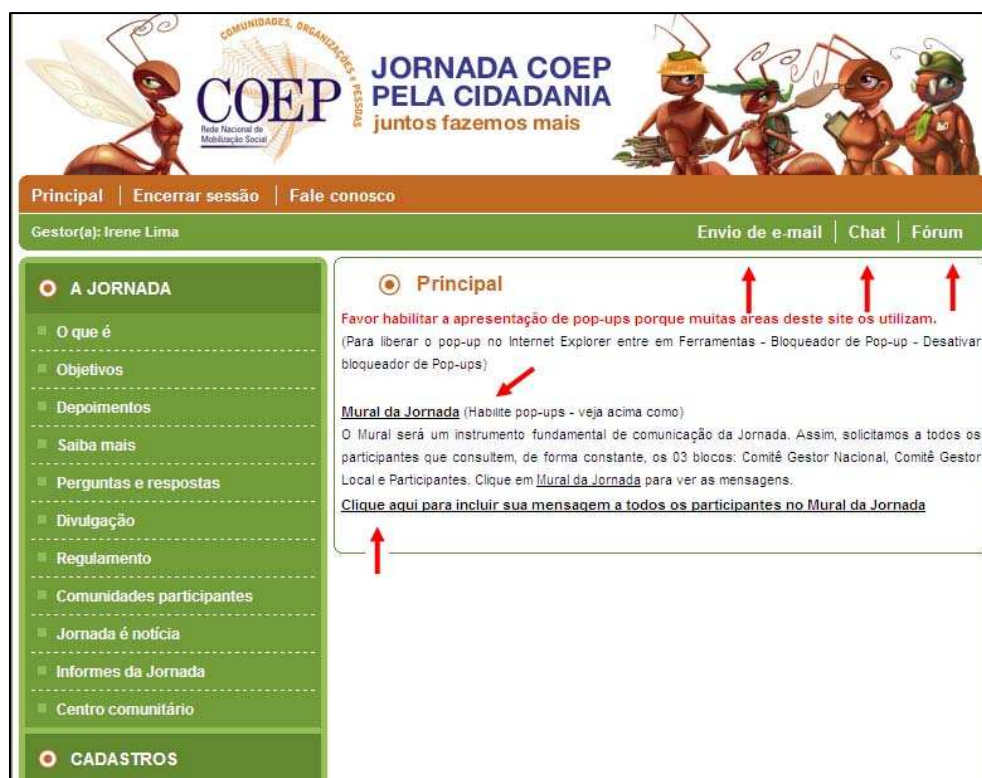 COMUNIDADES, ORGANIZAÇÕES e PESSOAS
COEP
Rede Nacional de
Mobilização Social
JORNADA COEP
PELA CIDADANIA
juntos fazemos mais
Principal | Encerrar sessão | Fale conosco
Gestor(a): Irene Lima
Envio de e-mail | Chat | Fórum
A JORNADA
O que é
Objetivos
Depoimentos
Saiba mais
Perguntas e respostas
Divulgação
Regulamento
Comunidades participantes
Jornada é notícia
Informes da Jornada
Centro comunitário
CADASTROS
Principal
Favor habilitar a apresentação de pop-ups porque muitas áreas deste site os utilizam.
(Para liberar o pop-up no Internet Explorer entre em Ferramentas - Bloqueador de Pop-up - Desativar
bloqueador de Pop-ups)
Mural da Jornada (Habilite pop-ups - veja acima como)
O Mural será um instrumento fundamental de comunicação da Jornada. Assim, solicitamos a todos os
participantes que consultem, de forma constante, os 03 blocos: Comitê Gestor Nacional, Comitê Gestor
Local e Participantes. Clique em Mural da Jornada para ver as mensagens.
Clique aqui para incluir sua mensagem a todos os participantes no Mural da Jornada